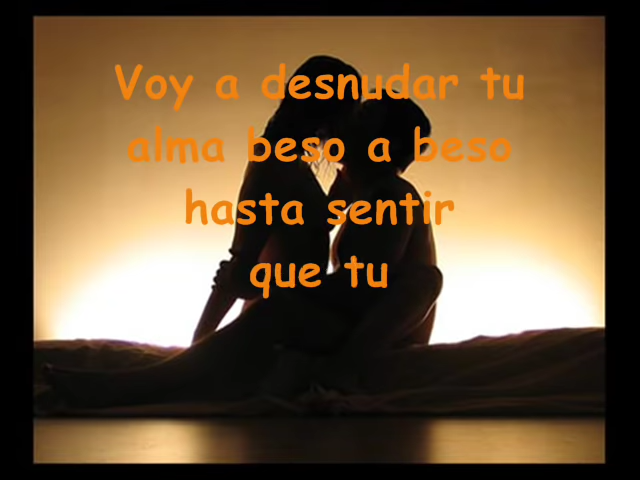 Voy a desnudar tu
alma beso a beso
hasta sentir
que tu